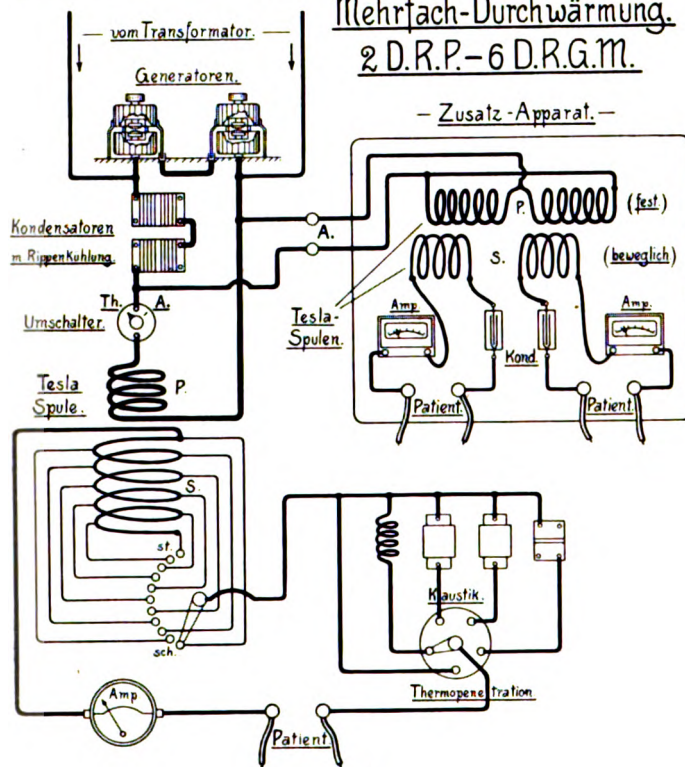 Mehrfach-Durchwärmung.
2 D.R.P.-6 D.R.G.M.
— vom Transformator. —
Generatoren.
— Zusatz-Apparat. —
Kondensatoren
m. Rippenkühlung.
Th. A.
Umschalter.
Tesla
Spule.
P.
A.
P.
(fest.)
S.
(beweglich)
Tesla-
Spulen.
Amp.
Kond.
Amp.
Patient.
Patient.
S.
st.
sch.
Kaustik.
Thermopenetration
Amp
Patient.